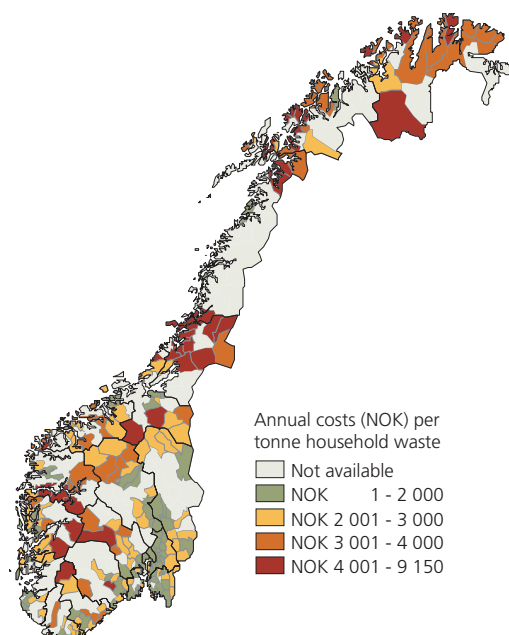 Annual costs (NOK) per
tonne household waste
Not available
NOK 1 - 2 000
NOK 2 001 - 3 000
NOK 3 001 - 4 000
NOK 4 001 - 9 150